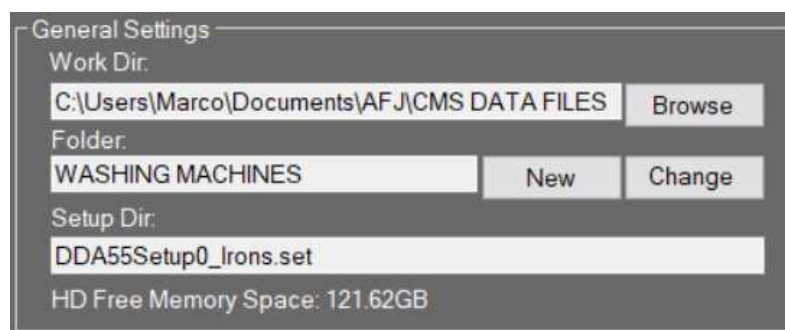 General Settings
Work Dir:
C:\Users\Marco\Documents\AFJ\CMS DATA FILES Browse
Folder:
WASHING MACHINES New Change
Setup Dir:
DDA55Setup0_Irons.set
HD Free Memory Space: 121.62GB